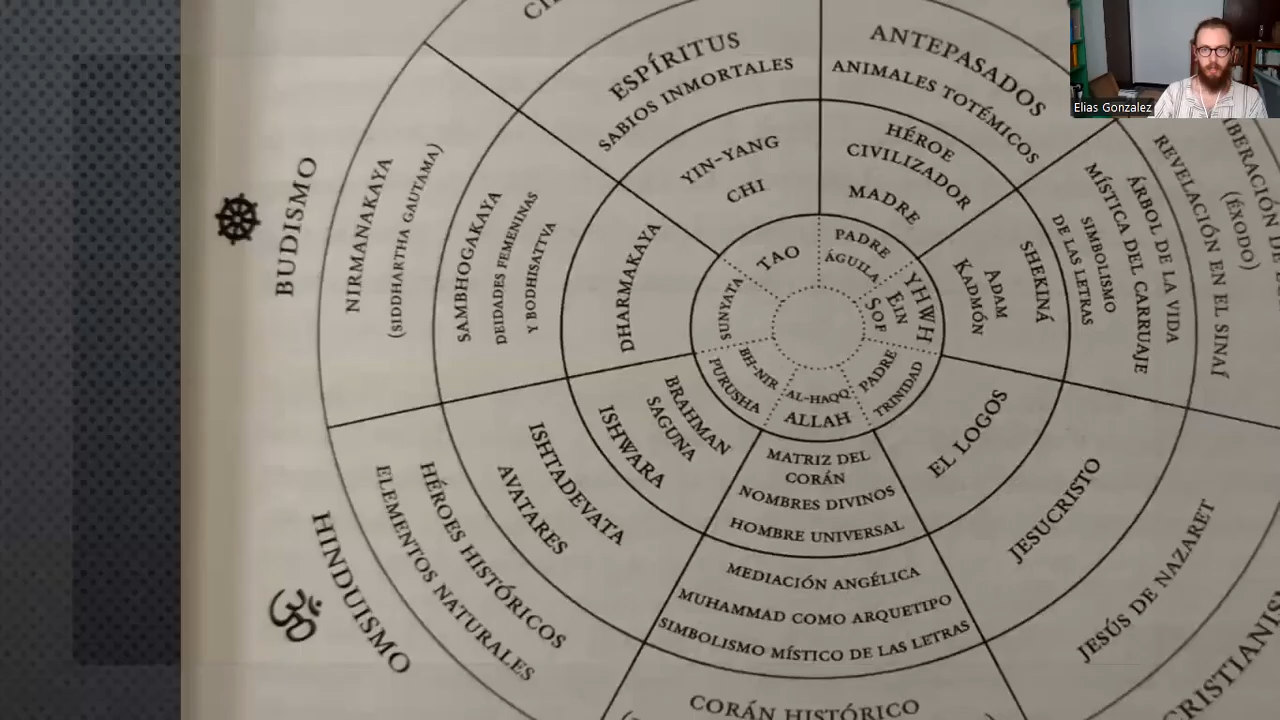 Elias Gonzalez
ESPÍRITUS
SABIOS INMORTALES
YIN-YANG
CHI
TAO
ANTEPASADOS
ANIMALES TOTÉMICOS
HÉROE
CIVILIZADOR
MADRE
PADRE
ÁGUILA
(ÉXODO)
REVELACIÓN EN EL SINAÍ
ÁRBOL DE LA VIDA
MÍSTICA DEL CARRUAJE
SIMBOLISMO
DE LAS LETRAS
SHEKINÁ
ADAM
KADMÓN
YHWH
EIN
SOF
JESÚS DE NAZARET
JESUCRISTO
EL LOGOS
TRINIDAD
PADRE
AL-HAQQ
ALLAH
MATRIZ DEL
CORÁN
NOMBRES DIVINOS
HOMBRE UNIVERSAL
MEDIACIÓN ANGÉLICA
MUHAMMAD COMO ARQUETIPO
SIMBOLISMO MÍSTICO DE LAS LETRAS
CORÁN HISTÓRICO
HINDUISMO
ELEMENTOS NATURALES
HÉROES HISTÓRICOS
AVATARES
ISHTADEVATA
ISHWARA
BRAHMAN
SAGUNA
PURUSHA
BH-NIR
BUDISMO
NIRMANAKAYA
(SIDDHARTHA GAUTAMA)
SAMBHOGAKAYA
DEIDADES FEMENINAS
Y BODHISATTVA
DHARMAKAYA
SUNYATA